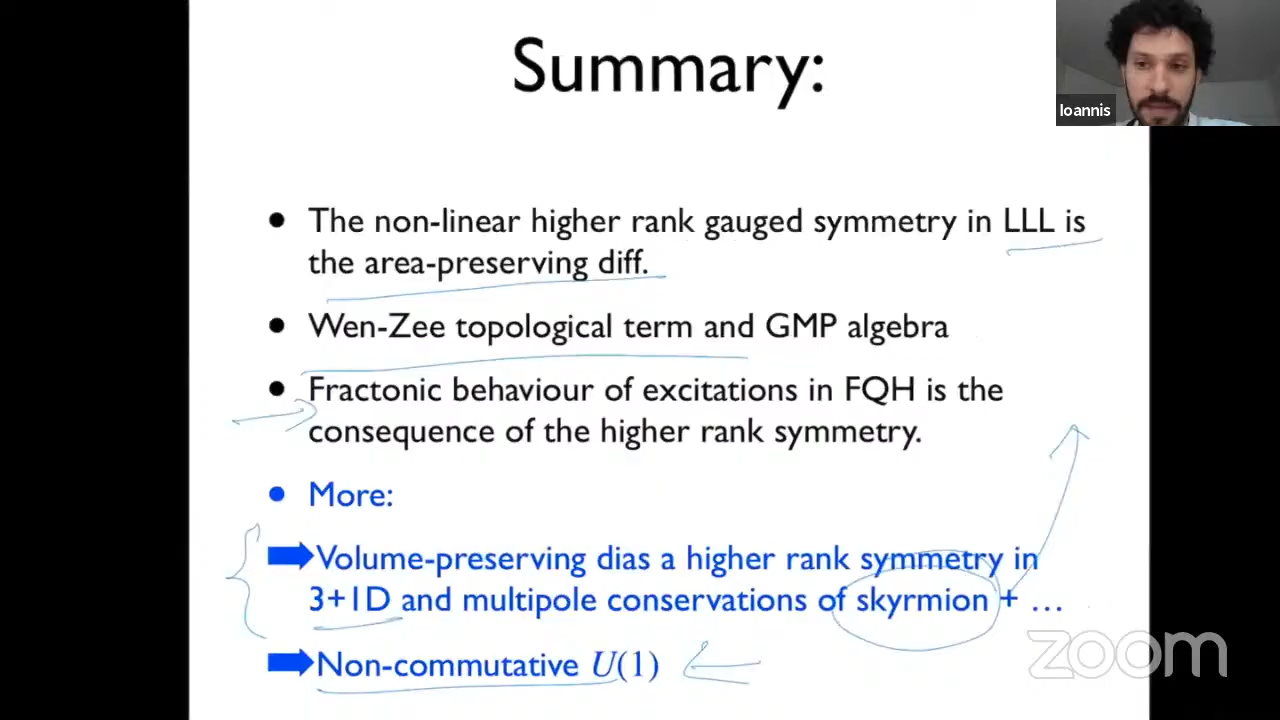 Summary:
Ioannis
• The non-linear higher rank gauged symmetry in LLL is
the area-preserving diff.
• Wen-Zee topological term and GMP algebra
• Fractonic behaviour of excitations in FQH is the
consequence of the higher rank symmetry.
• More:
Volume-preserving dias a higher rank symmetry in
3+1D and multipole conservations of skyrmion + …
Non-commutative U(1)
zoom